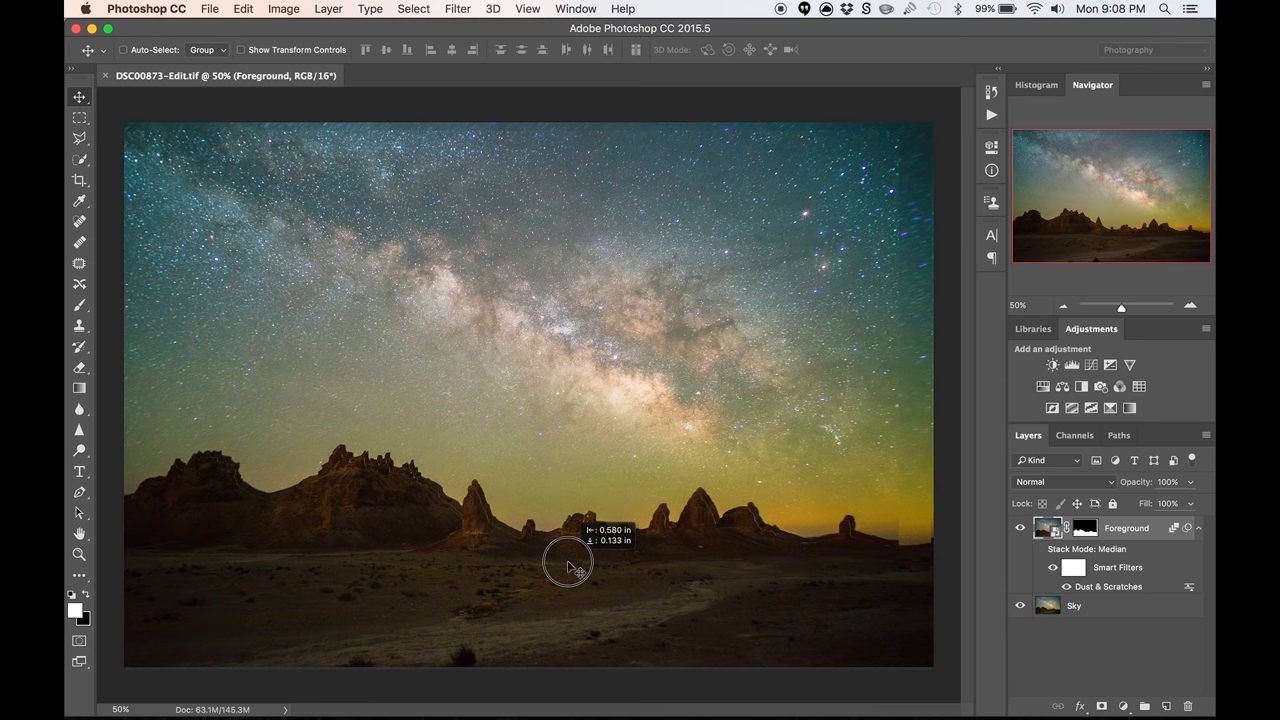 Photoshop CC File Edit Image Layer Type Select Filter 3D View Window Help 99% Mon 9:08 PM
Adobe Photoshop CC 2015.5
Auto-Select: Group Show Transform Controls 3D Mode: Photography
× DSC00873-Edit.tif @ 50% (Foreground, RGB/16*)
Histogram Navigator
50%
Libraries Adjustments
Add an adjustment
Layers Channels Paths
Kind
Normal Opacity: 100%
Lock: Fill: 100%
Foreground
Stack Mode: Median
Smart Filters
Dust & Scratches
Sky
: 0.580 in
: 0.133 in
50% Doc: 63.1M/145.3M